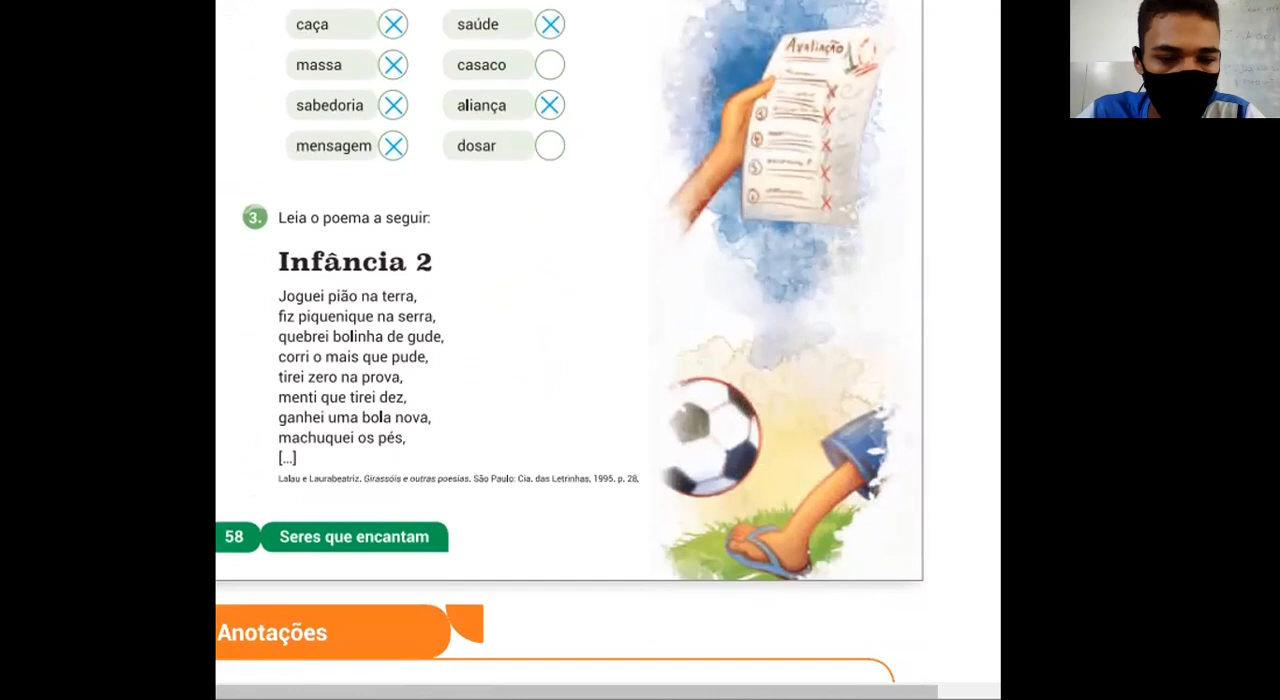 caça
saúde
massa
casaco
sabedoria
aliança
mensagem
dosar
3. Leia o poema a seguir:
Infância 2
Joguei pião na terra,
fiz piquenique na serra,
quebrei bolinha de gude,
corri o mais que pude,
tirei zero na prova,
menti que tirei dez,
ganhei uma bola nova,
machuquei os pés,
[...]
Lalau e Laurabeatriz. Girassóis e outras poesias. São Paulo: Cia. das Letrinhas, 1995. p. 28.
58 Seres que encantam
Anotações
Avaliação
10